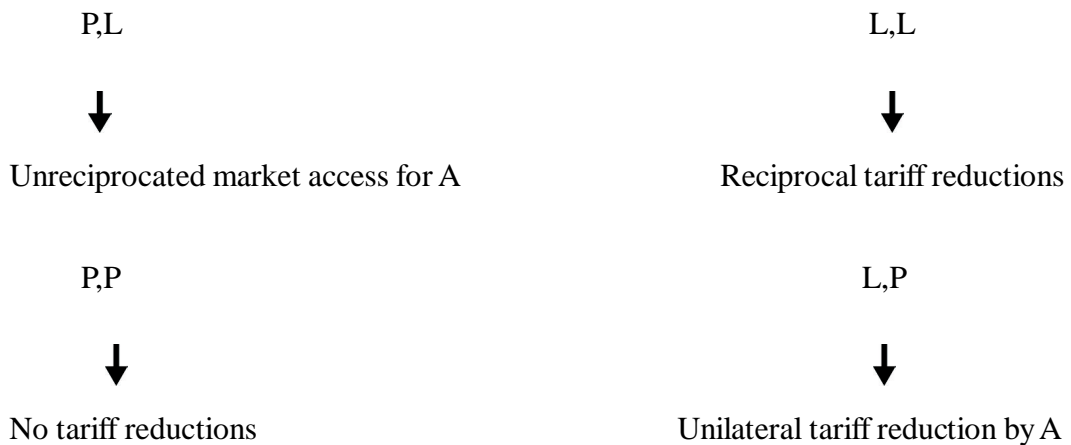 P,L
L,L
Unreciprocated market access for A
Reciprocal tariff reductions
P,P
L,P
No tariff reductions
Unilateral tariff reduction by A